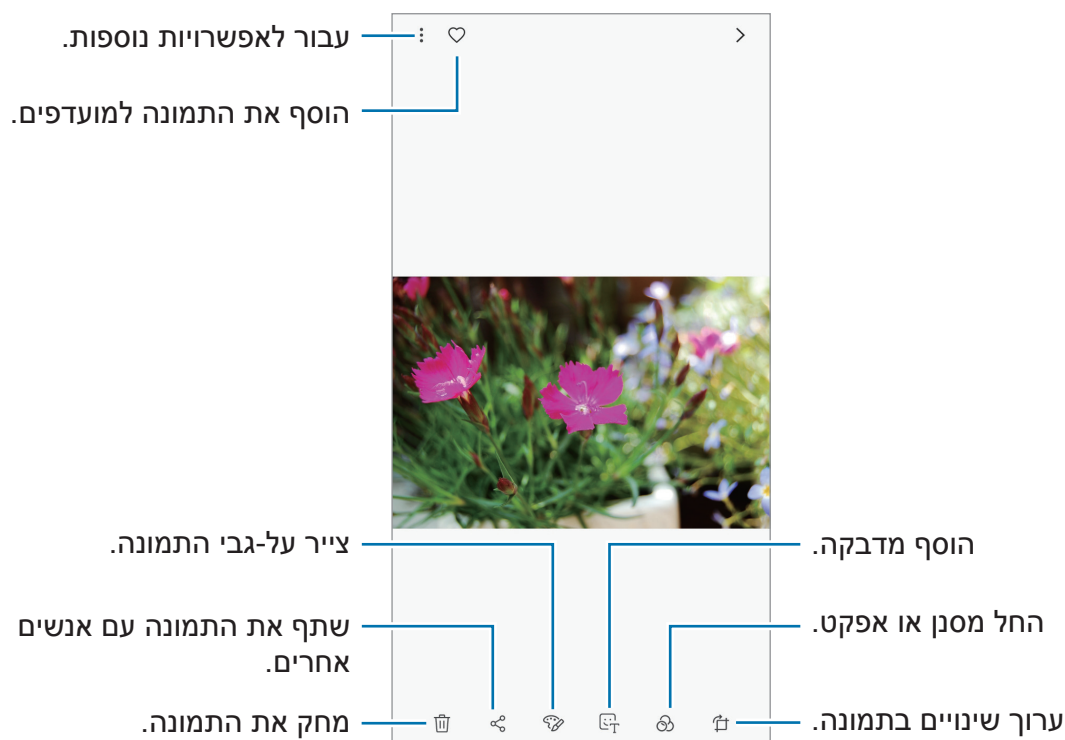 עבור לאפשרויות נוספות.
הוסף את התמונה למועדפים.
הוסף מדבקה.
צייר על-גבי התמונה.
החל מסנן או אפקט.
שתף את התמונה עם אנשים
אחרים.
ערוך שינויים בתמונה.
מחק את התמונה.